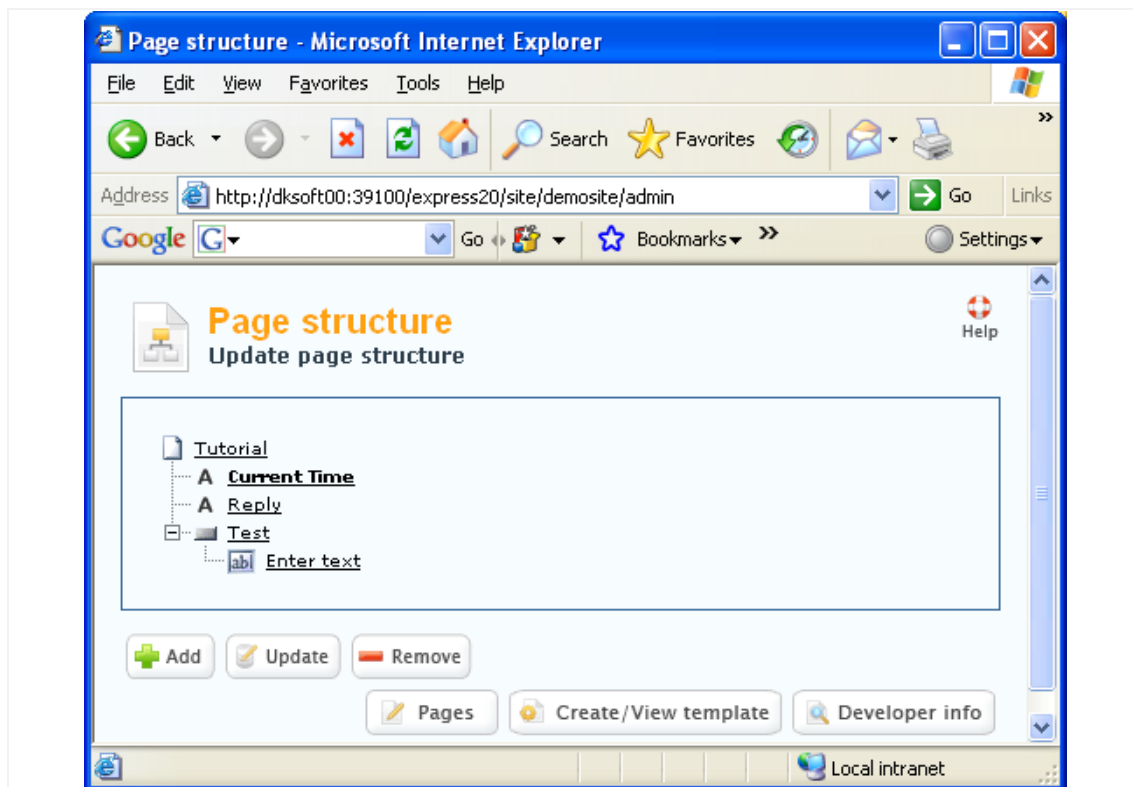 Page structure - Microsoft Internet Explorer
File Edit View Favorites Tools Help
Back Search Favorites »
Address http://dksoft00:39100/express20/site/demosite/admin Go Links
Google G Go Bookmarks » Settings
Page structure
Help
Update page structure
Tutorial
A Current Time
A Reply
Test
abl Enter text
Add Update Remove
Pages Create/View template Developer info
Local intranet